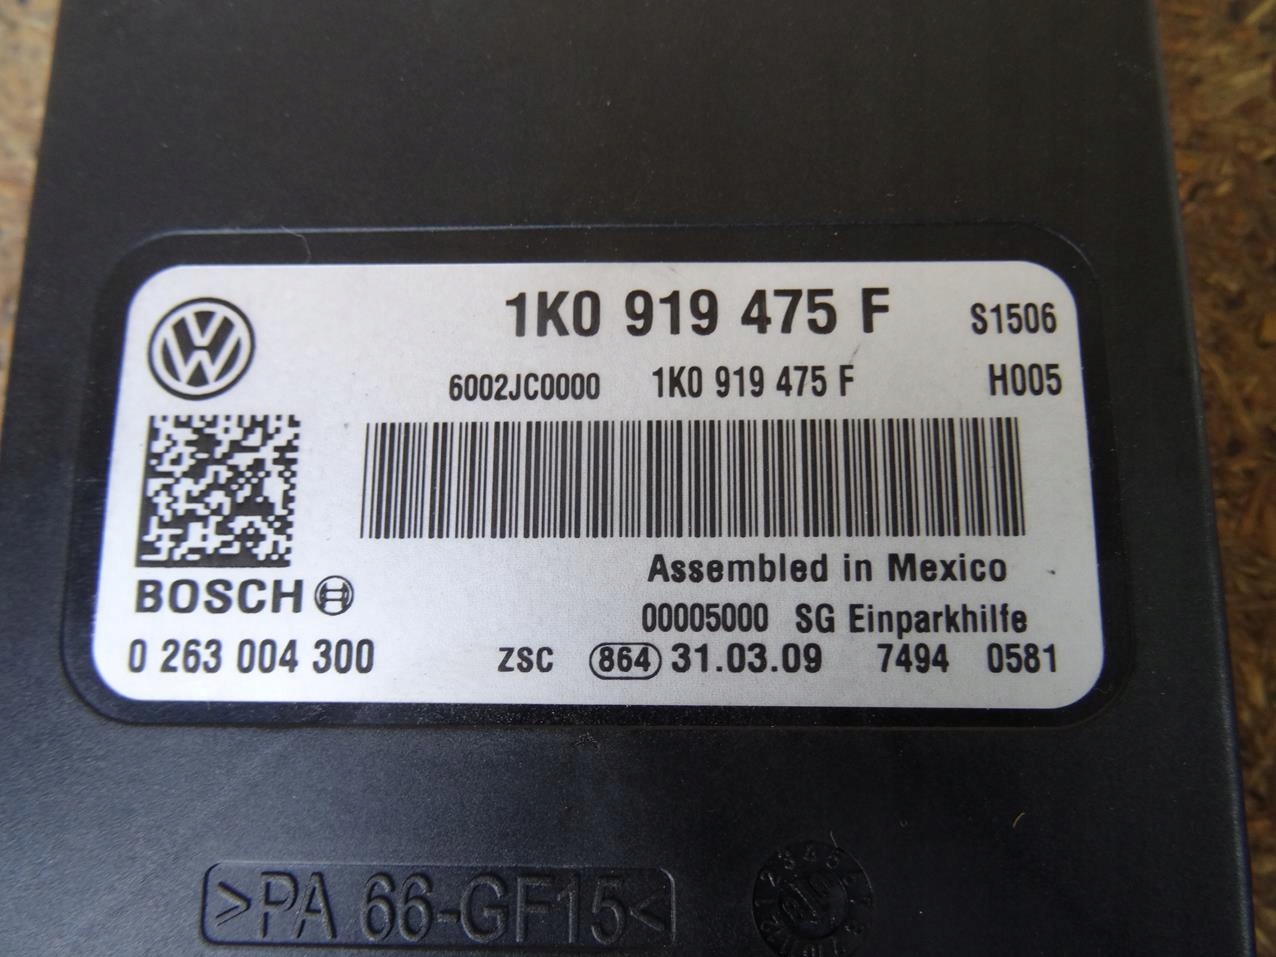 1K0 919 475 F S1506
6002JC0000 1K0 919 475 F H005
Assembled in Mexico
BOSCH
00005000 SG Einparkhilfe
0 263 004 300 ZSC 864 31.03.09 7494 0581
>PA 66-GF15<